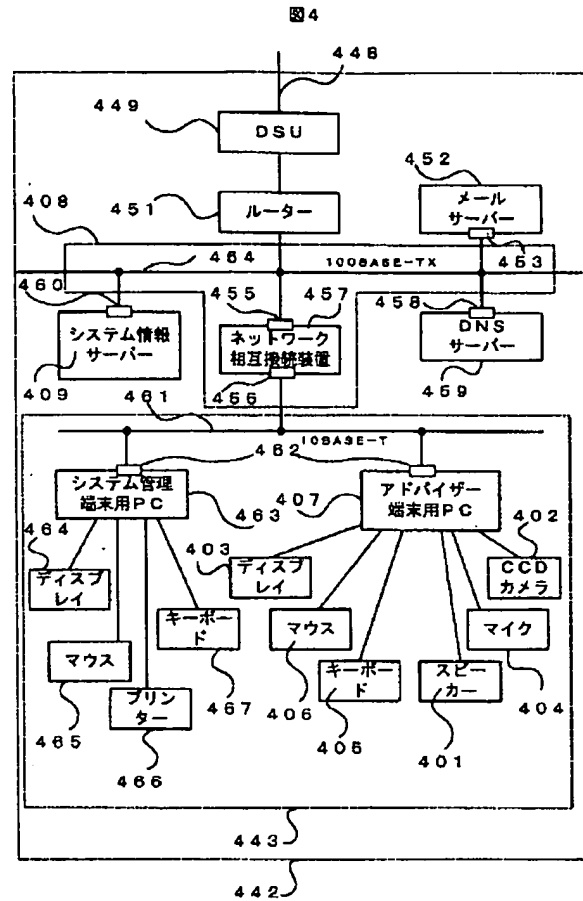 図4
448
449
DSU
452
451
ルーター
メール
サーバー
408
464
100BASE-TX
453
460
455
457
458
システム情報
サーバー
ネットワーク
相互接続装置
DNS
サーバー
409
456
459
461
10BASE-T
462
システム管理
端末用PC
463
407
アドバイザー
端末用PC
464
402
403
ディスプ
レイ
ディスプ
レイ
CCD
カメラ
キーボー
ド
マウス
マイク
マウス
467
キーボー
ド
スピー
カー
404
プリン
ター
406
465
405
401
466
443
442